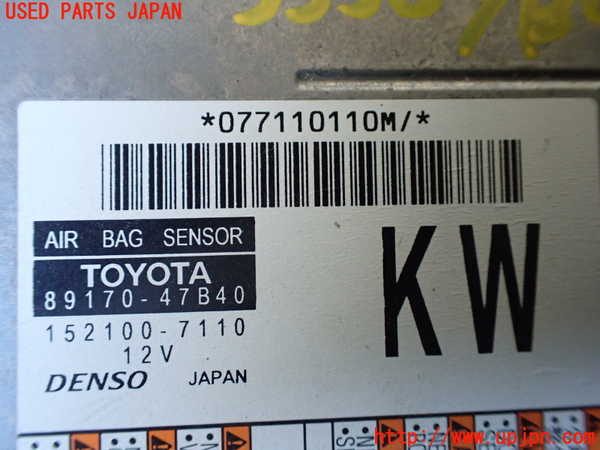 USED PARTS JAPAN
*077110110M/*
AIR BAG SENSOR
TOYOTA
89170-47B40
152100-7110
12V
DENSO JAPAN
KW
http://www.upjpn.com